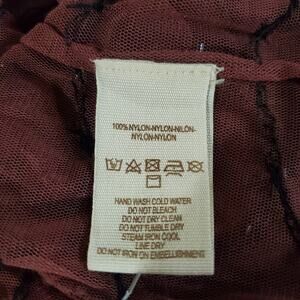 100%NYLON-NYLON-NILON-
NYLON-NYLON
HAND WASH COLD WATER
DO NOT BLEACH
DO NOT DRY CLEAN
DO NOT TUMBLE DRY
STEAM IRON COOL
LINE DRY
DO NOT IRON ON EMBELLISHMENT